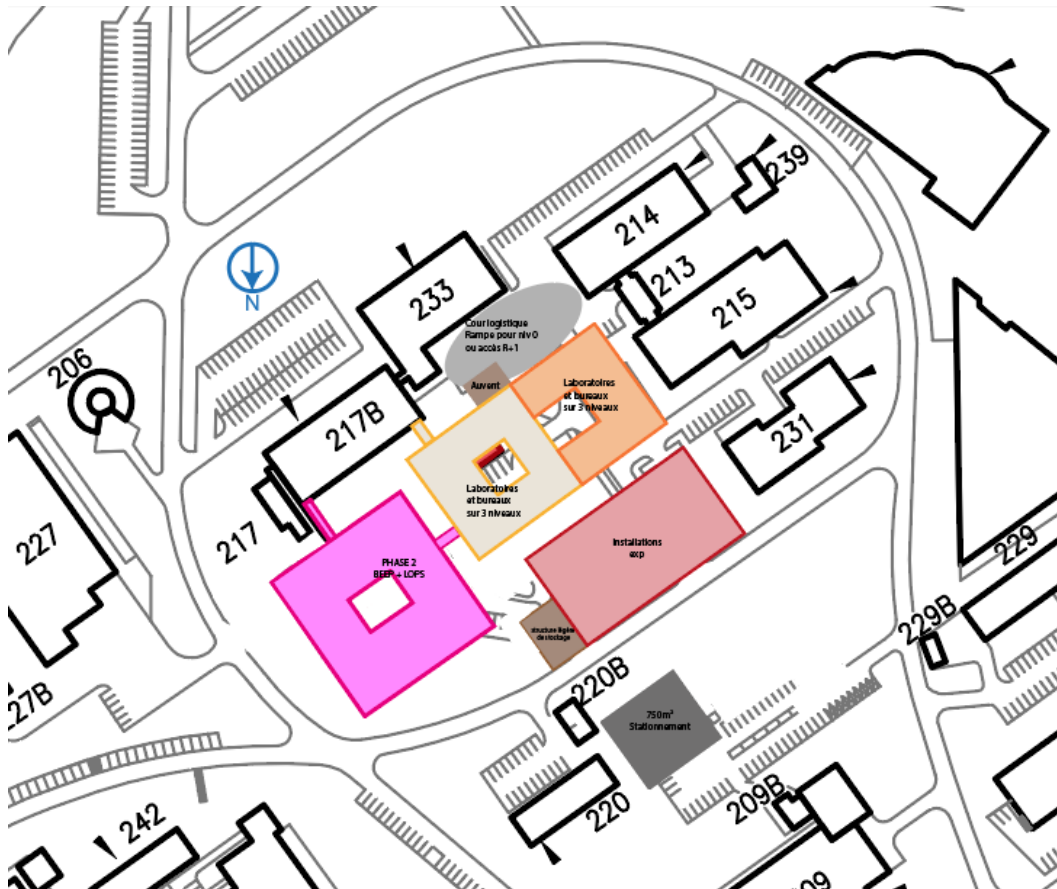 239
214
213
233
215
Cour logistique
Rampe pour niv 0
ou accès R+1
N
206
Auvent
Laboratoires
et bureaux
sur 3 niveaux
217B
231
Laboratoires
et bureaux
sur 3 niveaux
227
217
Installations
exp
229
PHASE 2
BEEP + LOPS
structure légère
de stockage
229B
220B
27B
750m²
Stationnement
209B
220
242
09